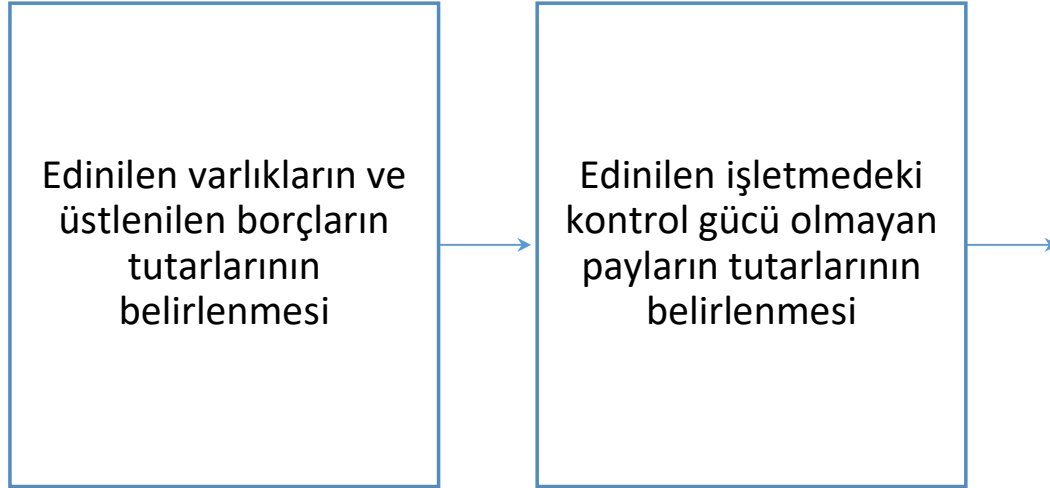 Edinilen varlıkların ve
üstlenilen borçların
tutarlarının
belirlenmesi
Edinilen işletmedeki
kontrol gücü olmayan
payların tutarlarının
belirlenmesi